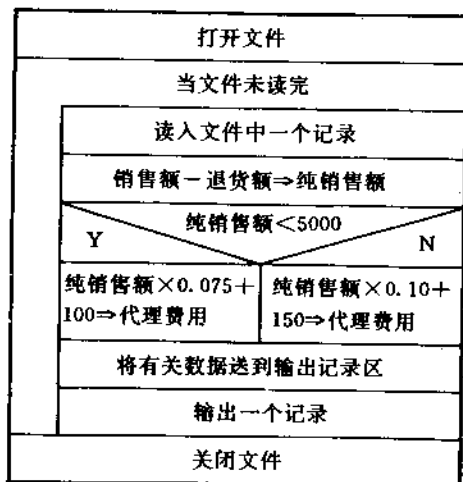 打开文件
当文件未读完
读入文件中一个记录
销售额－退货额⇒纯销售额
纯销售额<5000
Y
N
纯销售额×0.075+
100⇒代理费用
纯销售额×0.10+
150⇒代理费用
将有关数据送到输出记录区
输出一个记录
关闭文件